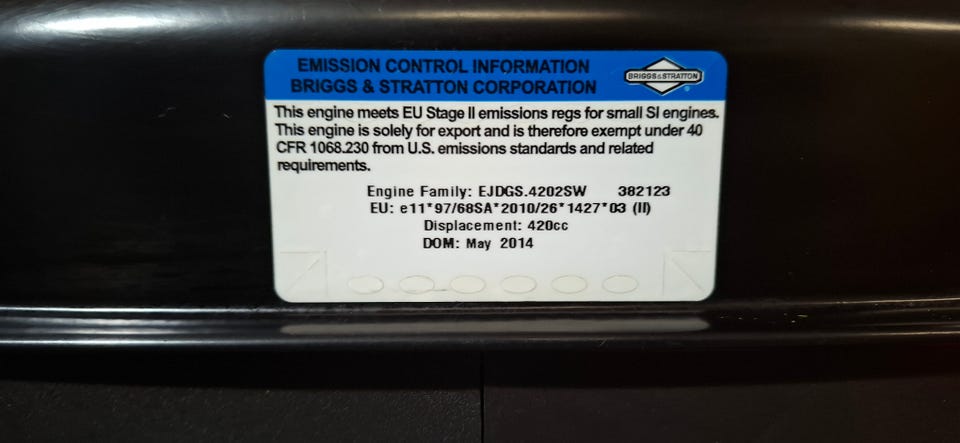 EMISSION CONTROL INFORMATION
BRIGGS & STRATTON CORPORATION
BRIGGS&STRATTON
®
This engine meets EU Stage II emissions regs for small SI engines.
This engine is solely for export and is therefore exempt under 40
CFR 1068.230 from U.S. emissions standards and related
requirements.
Engine Family: EJDGS.4202SW 382123
EU: e11*97/68SA*2010/26*1427*03 (II)
Displacement: 420cc
DOM: May 2014